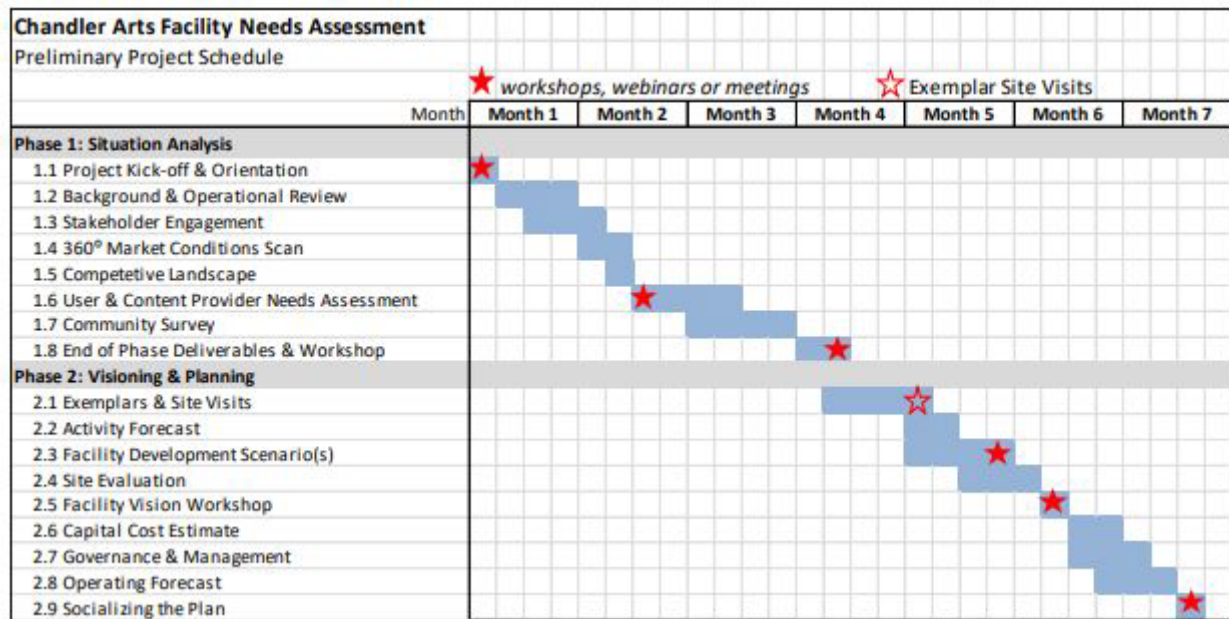 Chandler Arts Facility Needs Assessment
Preliminary Project Schedule
workshops, webinars or meetings Exemplar Site Visits
Month Month 1 Month 2 Month 3 Month 4 Month 5 Month 6 Month 7
Phase 1: Situation Analysis
1.1 Project Kick-off & Orientation
1.2 Background & Operational Review
1.3 Stakeholder Engagement
1.4 360º Market Conditions Scan
1.5 Competetive Landscape
1.6 User & Content Provider Needs Assessment
1.7 Community Survey
1.8 End of Phase Deliverables & Workshop
Phase 2: Visioning & Planning
2.1 Exemplars & Site Visits
2.2 Activity Forecast
2.3 Facility Development Scenario(s)
2.4 Site Evaluation
2.5 Facility Vision Workshop
2.6 Capital Cost Estimate
2.7 Governance & Management
2.8 Operating Forecast
2.9 Socializing the Plan